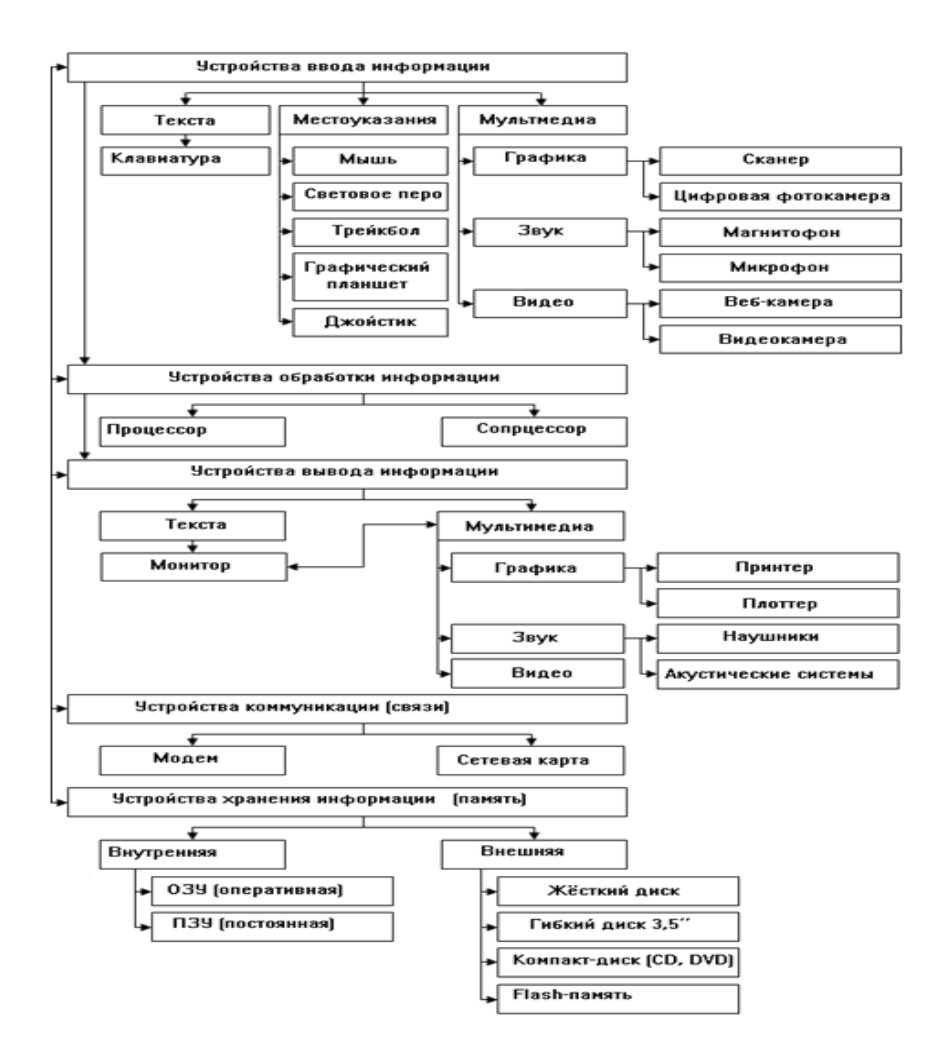 Устройства ввода информации
Текста
Местоуказания
Мультмедиа
Клавиатура
Мышь
Графика
Сканер
Световое перо
Цифровая фотокамера
Трейкбол
Звук
Магнитофон
Графический
планшет
Микрофон
Видео
Веб-камера
Джойстик
Видеокамера
Устройства обработки информации
Процессор
Сопрцессор
Устройства вывода информации
Текста
Мультимедиа
Монитор
Графика
Принтер
Плоттер
Звук
Наушники
Видео
Акустические системы
Устройства коммуникации (связи)
Модем
Сетевая карта
Устройства хранения информации (память)
Внутренняя
Внешняя
ОЗУ (оперативная)
Жёсткий диск
ПЗУ (постоянная)
Гибкий диск 3,5″
Компакт-диск (CD, DVD)
Flash-память